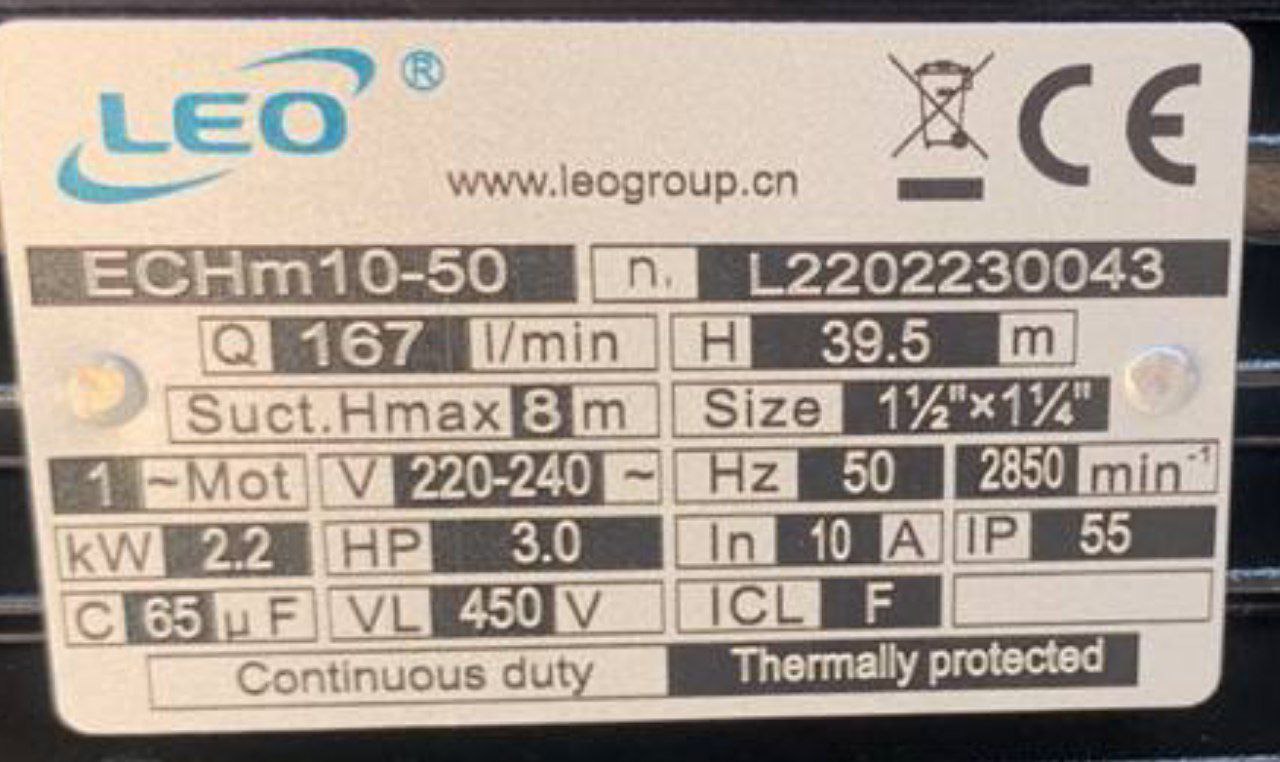 LEO®
www.leogroup.cn
CE
ECHm10-50 n. L2202230043
Q 167 l/min H 39.5 m
Suct.Hmax 8 m Size 1½"×1¼"
1 ~Mot V 220-240 ~ Hz 50 2850 min⁻¹
kW 2.2 HP 3.0 In 10 A IP 55
C 65 µF VL 450 V ICL F
Continuous duty Thermally protected